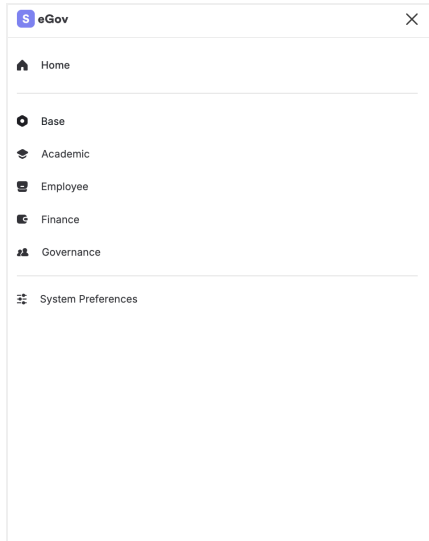 S eGov
Home
Base
Academic
Employee
Finance
Governance
System Preferences